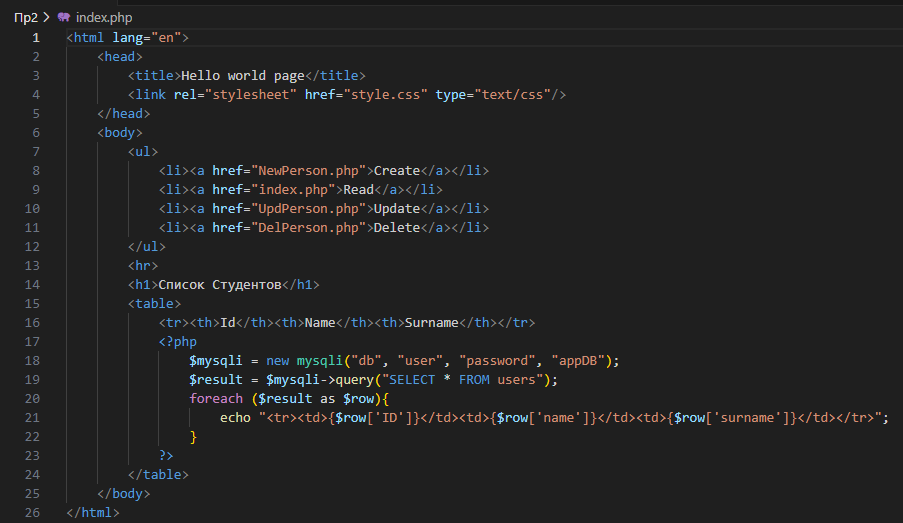 Пр2 > index.php
1 <html lang="en">
2 <head>
3 <title>Hello world page</title>
4 <link rel="stylesheet" href="style.css" type="text/css"/>
5 </head>
6 <body>
7 <ul>
8 <li><a href="NewPerson.php">Create</a></li>
9 <li><a href="index.php">Read</a></li>
10 <li><a href="UpdPerson.php">Update</a></li>
11 <li><a href="DelPerson.php">Delete</a></li>
12 </ul>
13 <hr>
14 <h1>Список Студентов</h1>
15 <table>
16 <tr><th>Id</th><th>Name</th><th>Surname</th></tr>
17 <?php
18 $mysqli = new mysqli("db", "user", "password", "appDB");
19 $result = $mysqli->query("SELECT * FROM users");
20 foreach ($result as $row){
21 echo "<tr><td>{$row['ID']}</td><td>{$row['name']}</td><td>{$row['surname']}</td></tr>";
22 }
23 ?>
24 </table>
25 </body>
26 </html>